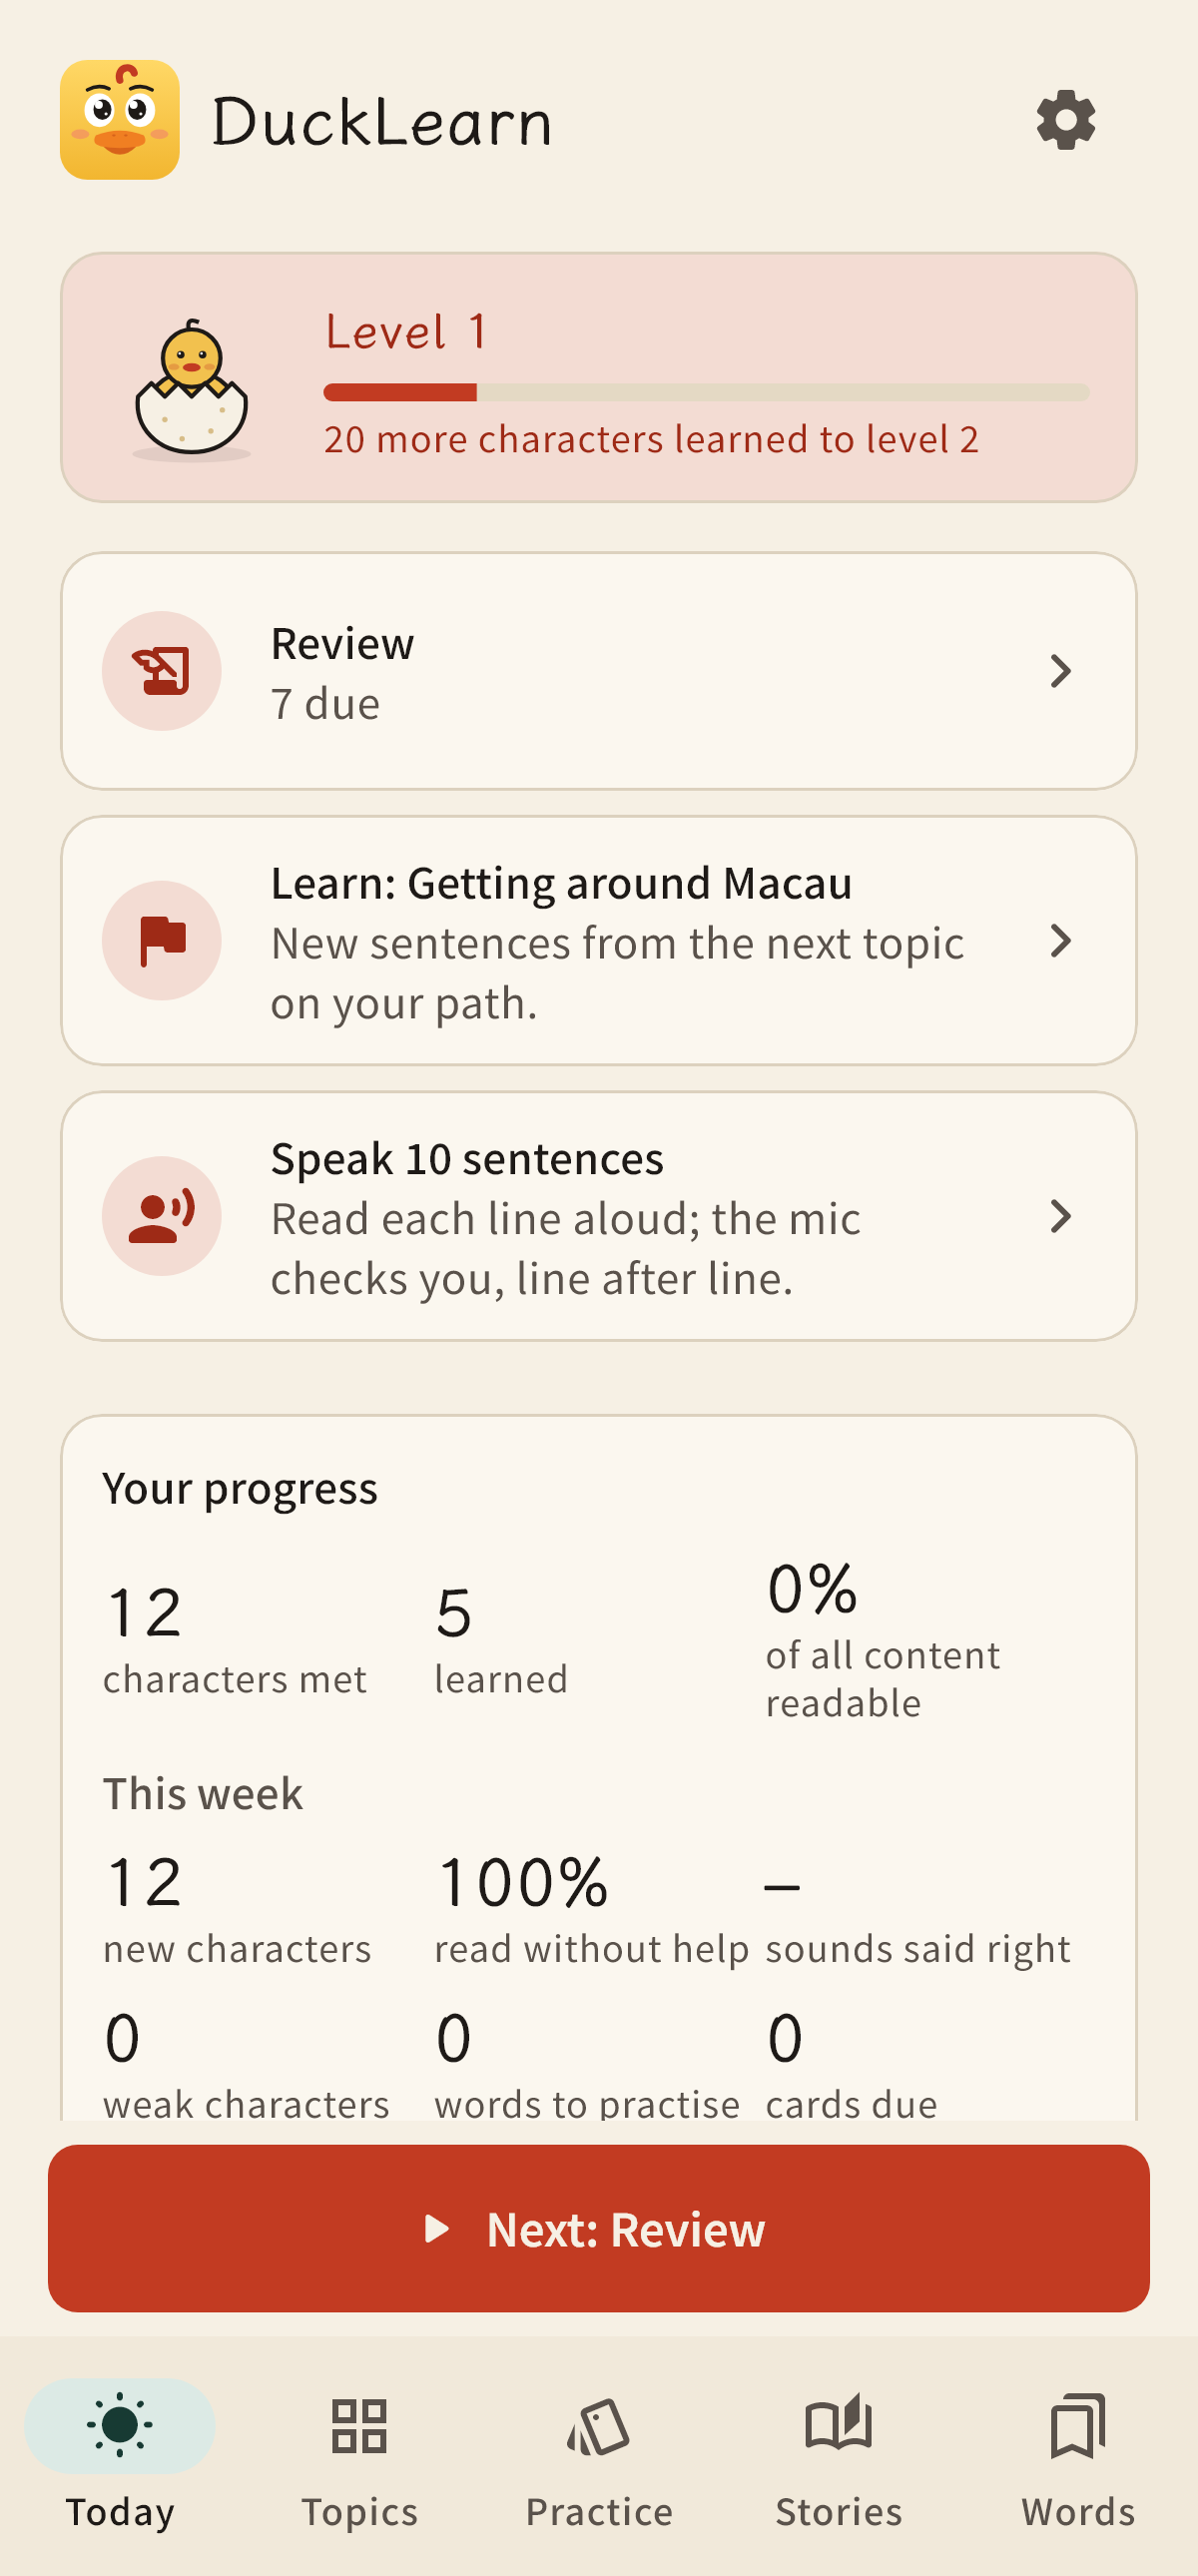 DuckLearn
Level 1
20 more characters learned to level 2
Review
7 due
Learn: Getting around Macau
New sentences from the next topic
on your path.
Speak 10 sentences
Read each line aloud; the mic
checks you, line after line.
Your progress
12
characters met
5
learned
0%
of all content
readable
This week
12
new characters
100%
read without help
–
sounds said right
0
weak characters
0
words to practise
0
cards due
Next: Review
Today
Topics
Practice
Stories
Words